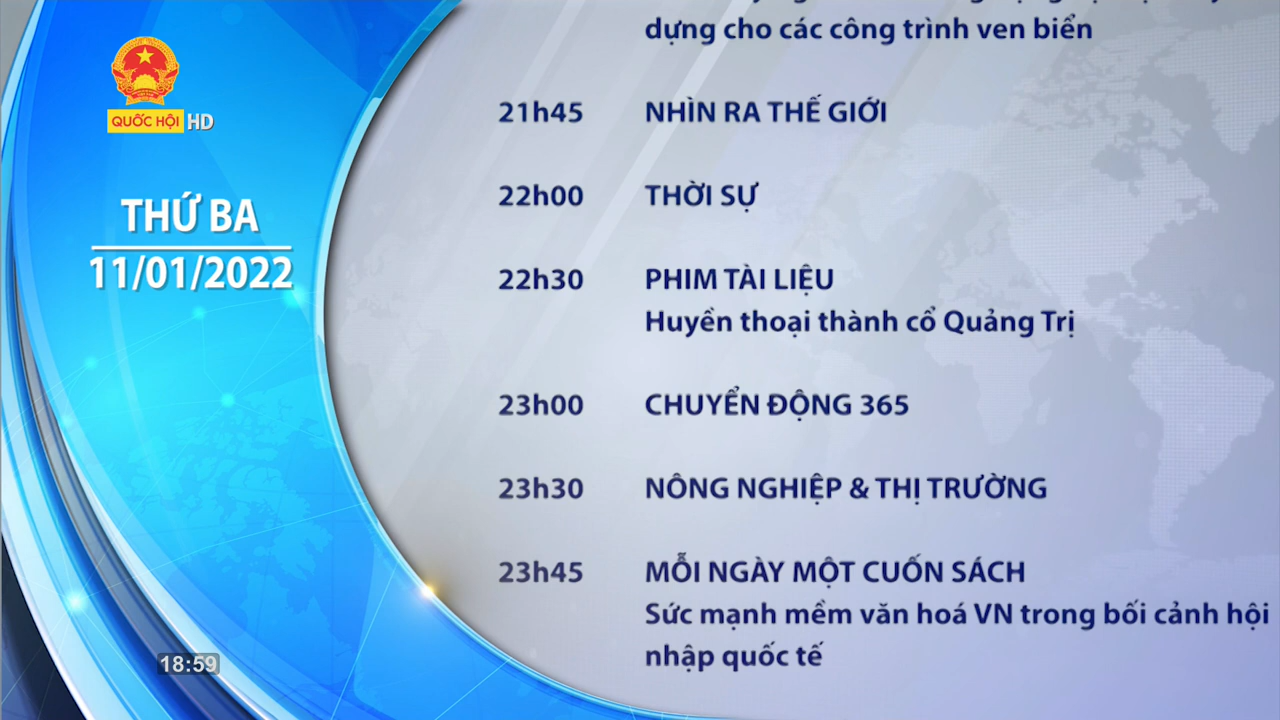 QUỐC HỘI HD
THỨ BA
11/01/2022
dựng cho các công trình ven biển
21h45 NHÌN RA THẾ GIỚI
22h00 THỜI SỰ
22h30 PHIM TÀI LIỆU
Huyền thoại thành cổ Quảng Trị
23h00 CHUYỂN ĐỘNG 365
23h30 NÔNG NGHIỆP & THỊ TRƯỜNG
23h45 MỖI NGÀY MỘT CUỐN SÁCH
Sức mạnh mềm văn hoá VN trong bối cảnh hội
nhập quốc tế
18:59